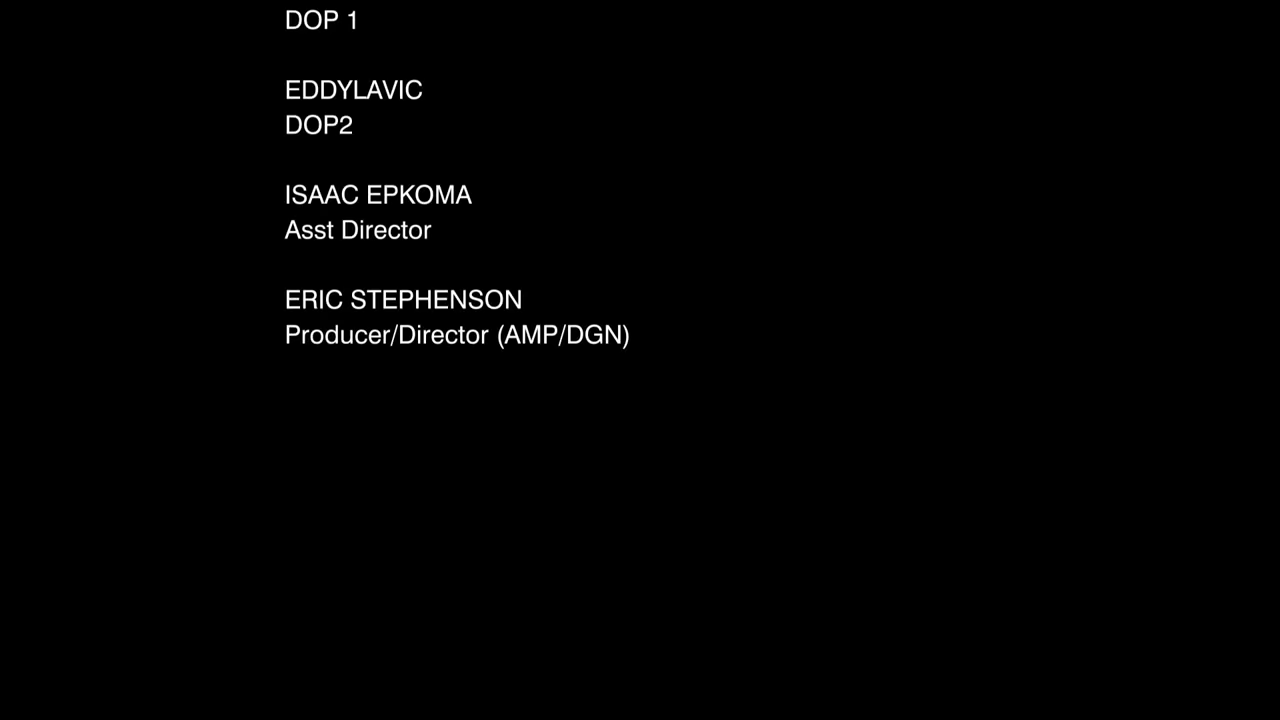 DOP 1
EDDYLAVIC
DOP2
ISAAC EPKOMA
Asst Director
ERIC STEPHENSON
Producer/Director (AMP/DGN)